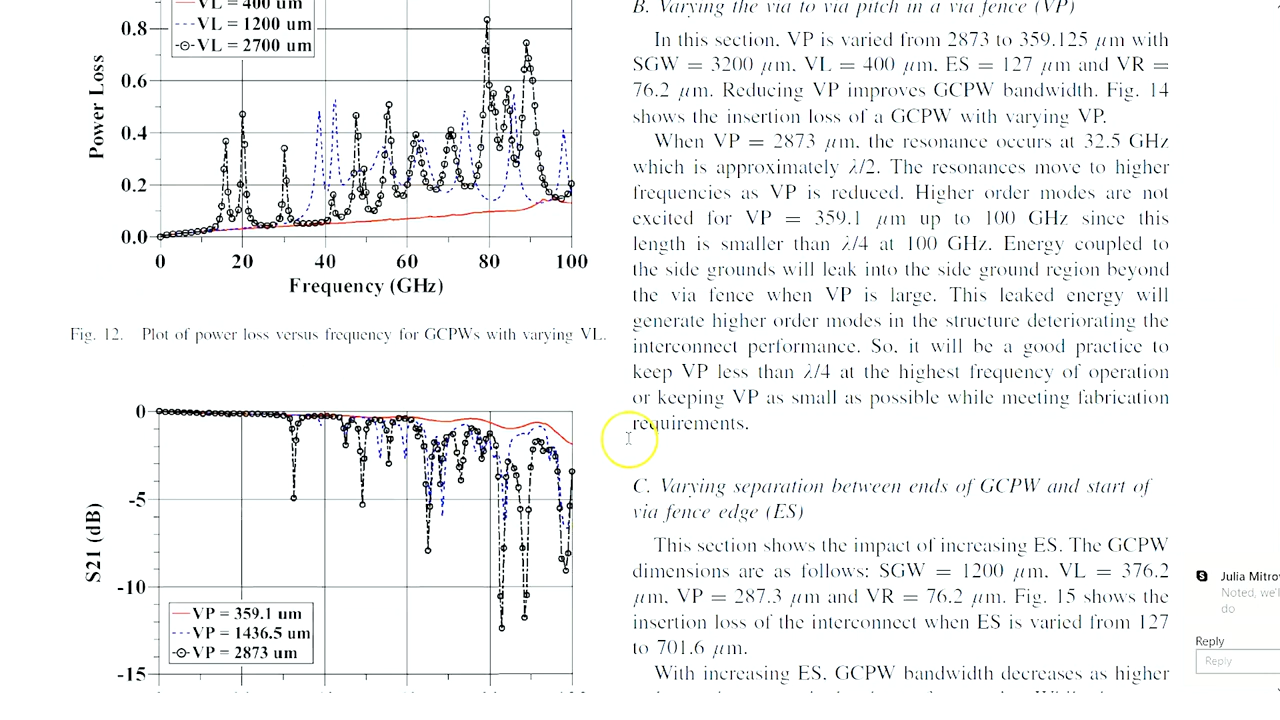 VL = 400 um
VL = 1200 um
VL = 2700 um
0.8
0.6
0.4
0.2
0.0
Power Loss
0 20 40 60 80 100
Frequency (GHz)
Fig. 12. Plot of power loss versus frequency for GCPWs with varying VL.
0
-5
-10
-15
S21 (dB)
VP = 359.1 um
VP = 1436.5 um
VP = 2873 um
B. Varying the via to via pitch in a via fence (VP)
In this section, VP is varied from 2873 to 359.125 μm with
SGW = 3200 μm, VL = 400 μm, ES = 127 μm and VR =
76.2 μm. Reducing VP improves GCPW bandwidth. Fig. 14
shows the insertion loss of a GCPW with varying VP.
When VP = 2873 μm, the resonance occurs at 32.5 GHz
which is approximately λ/2. The resonances move to higher
frequencies as VP is reduced. Higher order modes are not
excited for VP = 359.1 μm up to 100 GHz since this
length is smaller than λ/4 at 100 GHz. Energy coupled to
the side grounds will leak into the side ground region beyond
the via fence when VP is large. This leaked energy will
generate higher order modes in the structure deteriorating the
interconnect performance. So, it will be a good practice to
keep VP less than λ/4 at the highest frequency of operation
or keeping VP as small as possible while meeting fabrication
requirements.
C. Varying separation between ends of GCPW and start of
via fence edge (ES)
This section shows the impact of increasing ES. The GCPW
dimensions are as follows: SGW = 1200 μm, VL = 376.2
μm, VP = 287.3 μm and VR = 76.2 μm. Fig. 15 shows the
insertion loss of the interconnect when ES is varied from 127
to 701.6 μm.
With increasing ES, GCPW bandwidth decreases as higher
Julia Mitro
Noted, we'l
do
Reply
Reply